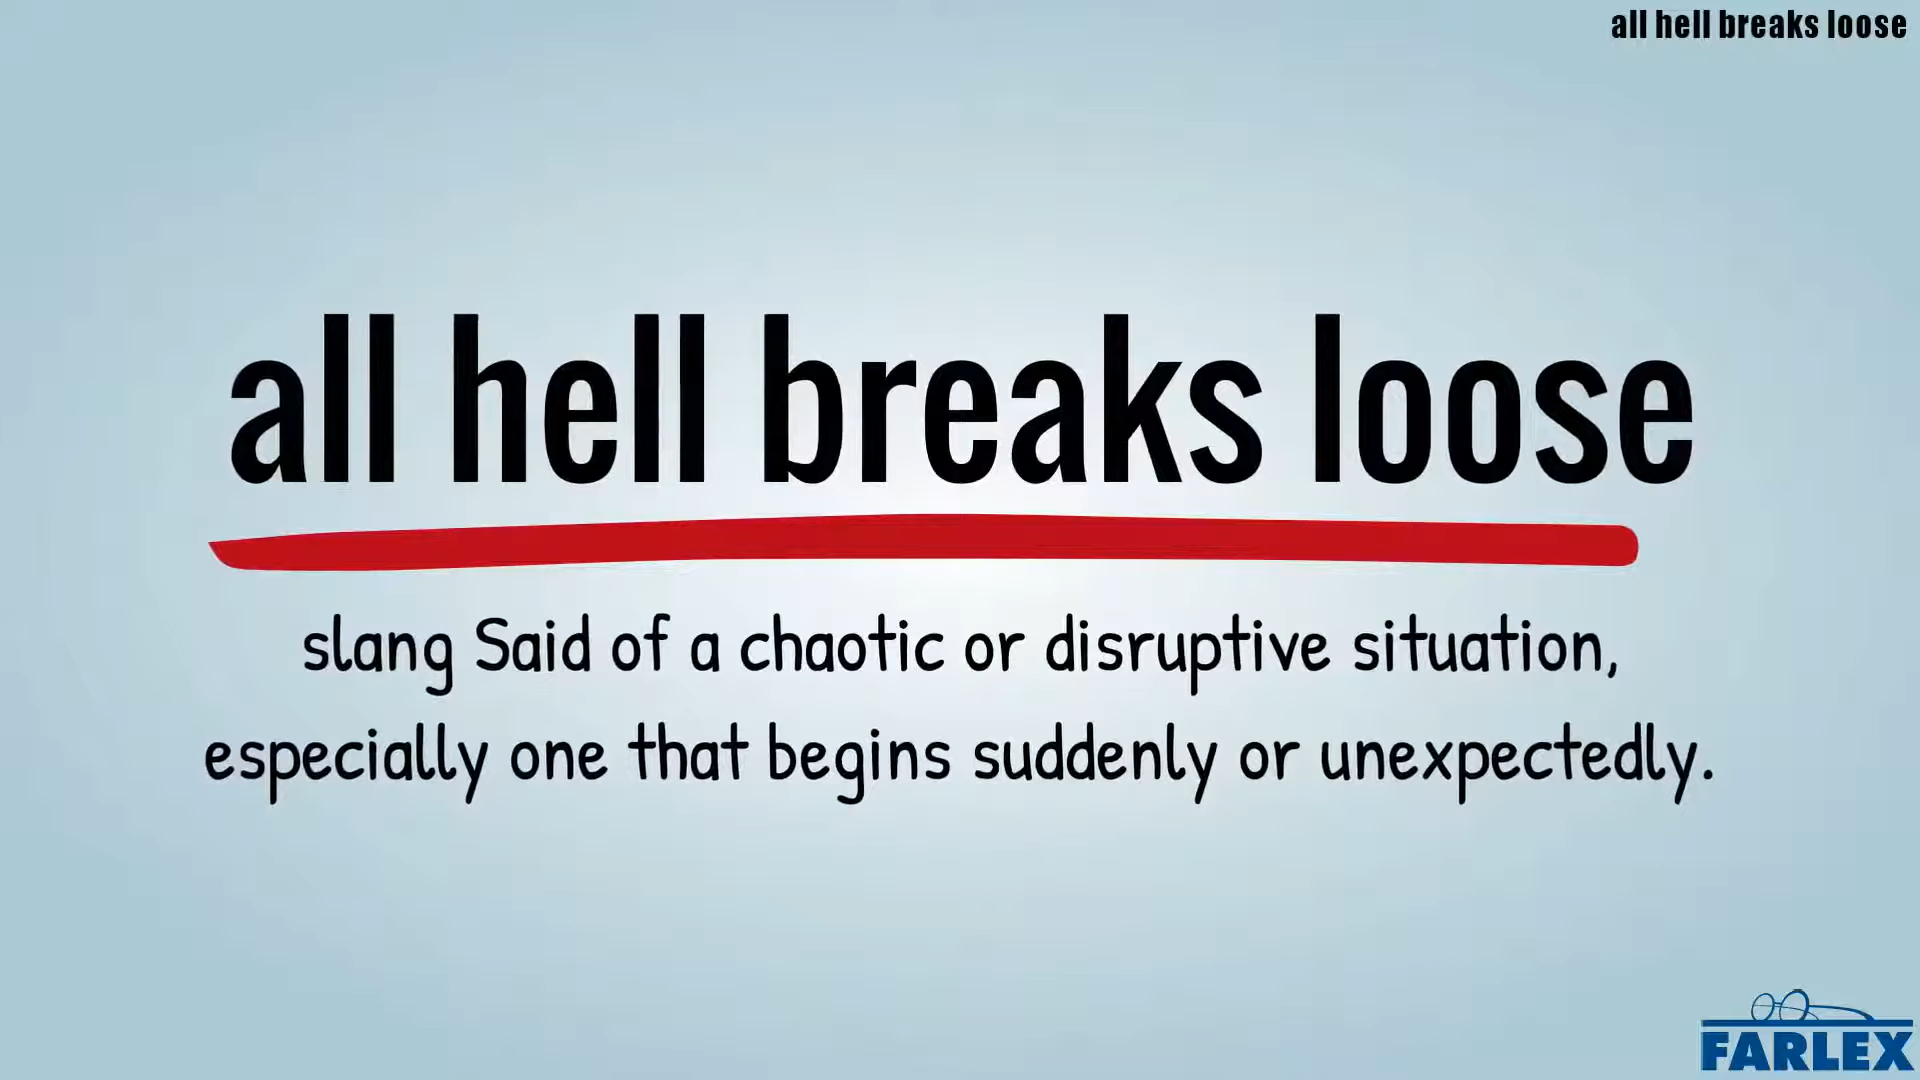 all hell breaks loose
all hell breaks loose
slang Said of a chaotic or disruptive situation,
especially one that begins suddenly or unexpectedly.
FARLEX